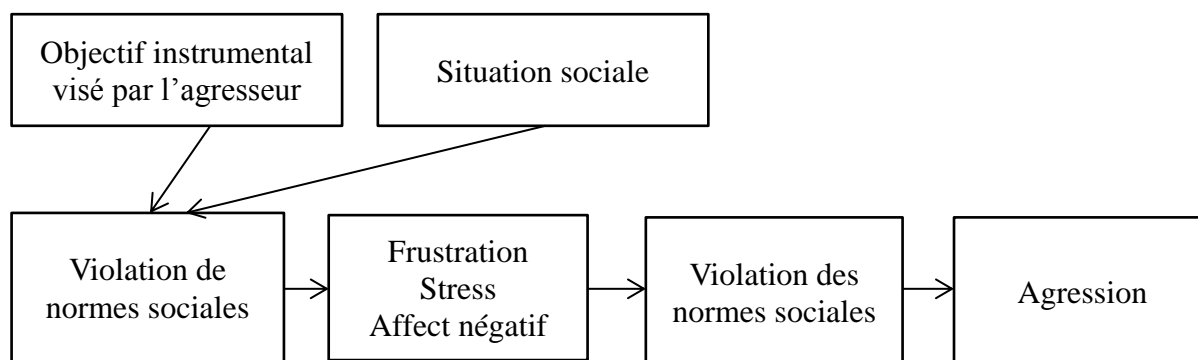 Objectif instrumental
visé par l’agresseur
Situation sociale
Violation de
normes sociales
Frustration
Stress
Affect négatif
Violation des
normes sociales
Agression